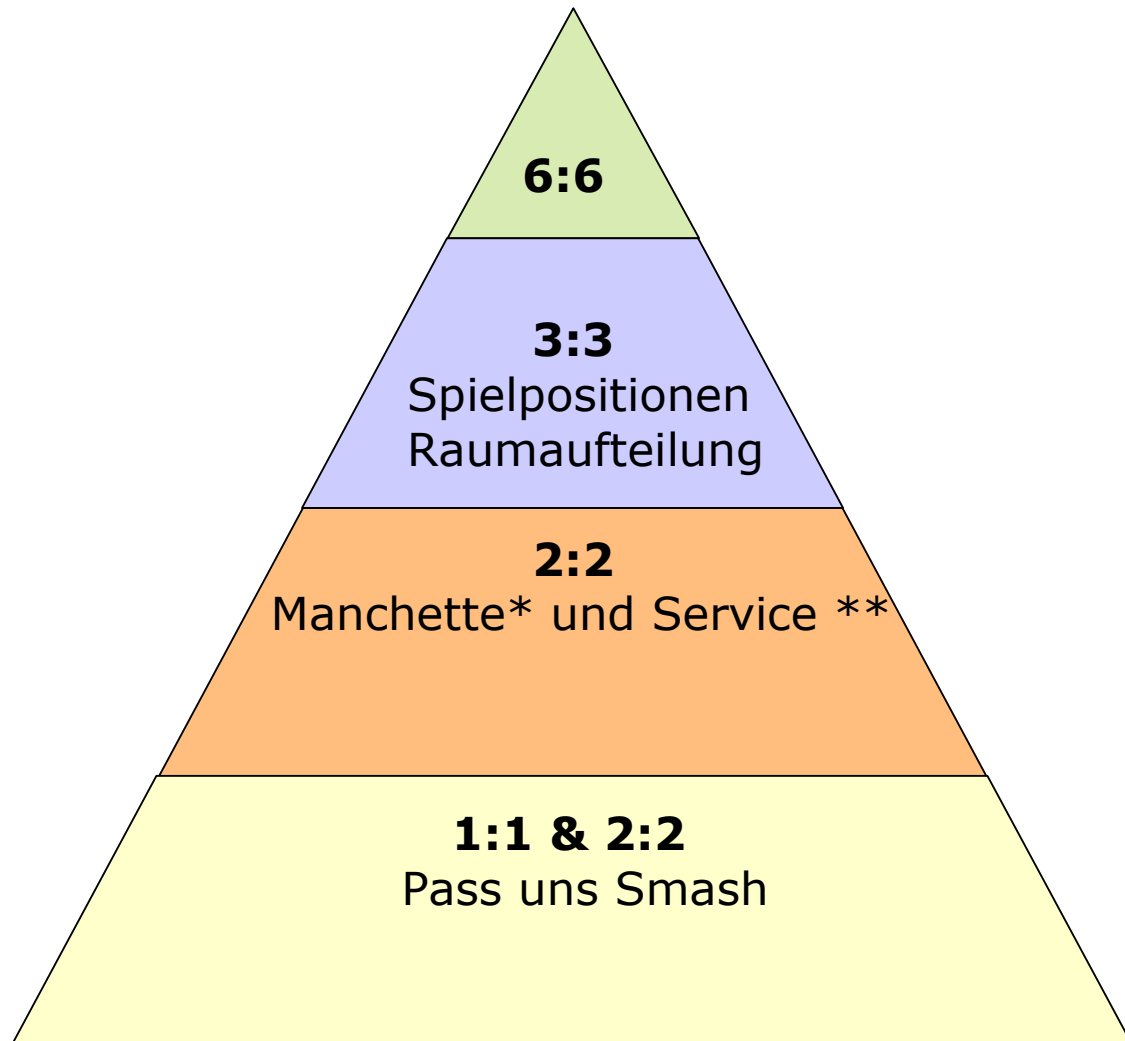 6:6
3:3
Spielpositionen
Raumaufteilung
2:2
Manchette* und Service **
1:1 & 2:2
Pass uns Smash